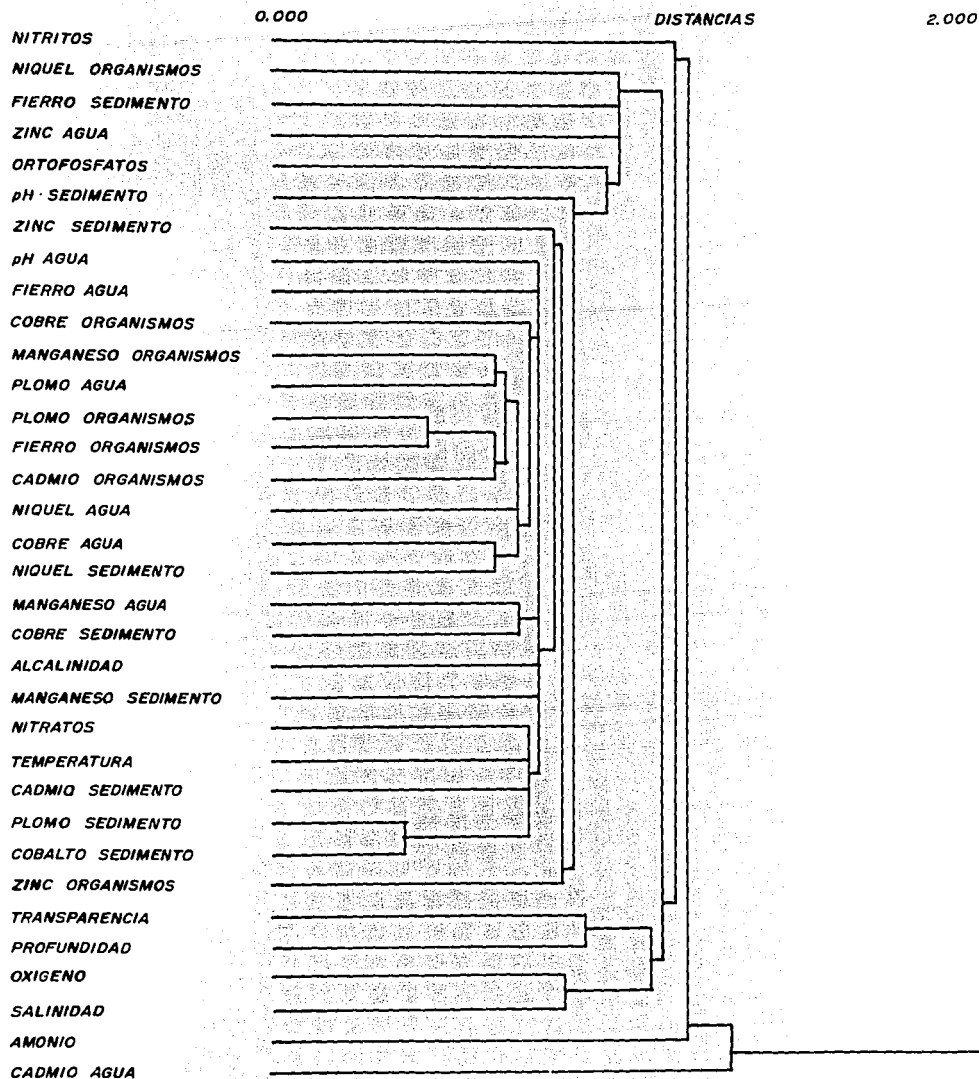 0.000 DISTANCIAS 2.000
NITRITOS
NIQUEL ORGANISMOS
FIERRO SEDIMENTO
ZINC AGUA
ORTOFOSFATOS
pH · SEDIMENTO
ZINC SEDIMENTO
pH AGUA
FIERRO AGUA
COBRE ORGANISMOS
MANGANESO ORGANISMOS
PLOMO AGUA
PLOMO ORGANISMOS
FIERRO ORGANISMOS
CADMIO ORGANISMOS
NIQUEL AGUA
COBRE AGUA
NIQUEL SEDIMENTO
MANGANESO AGUA
COBRE SEDIMENTO
ALCALINIDAD
MANGANESO SEDIMENTO
NITRATOS
TEMPERATURA
CADMIO SEDIMENTO
PLOMO SEDIMENTO
COBALTO SEDIMENTO
ZINC ORGANISMOS
TRANSPARENCIA
PROFUNDIDAD
OXIGENO
SALINIDAD
AMONIO
CADMIO AGUA